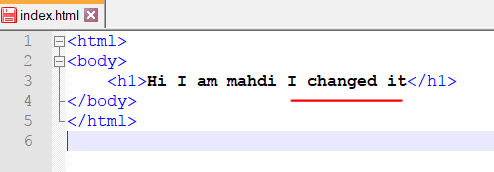 index.html
1 <html>
2 <body>
3 <h1>Hi I am mahdi I changed it</h1>
4 </body>
5 </html>
6